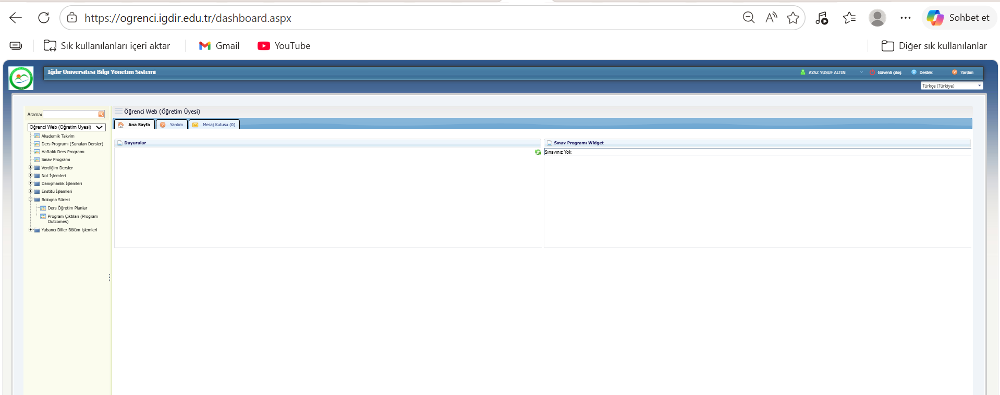 https://ogrenci.igdir.edu.tr/dashboard.aspx
Sohbet et
Sık kullanılanları içeri aktar
Gmail
YouTube
Diğer sık kullanılanlar
Iğdır Üniversitesi Bilgi Yönetim Sistemi
AYAZ YUSUF ALTIN
Güvenli çıkış
Destek
Yardım
Türkçe (Türkiye)
Arama:
Öğrenci Web (Öğretim Üyesi)
Akademik Takvim
Ders Programı (Sunulan Dersler)
Haftalık Ders Programı
Sınav Programı
Verdiğim Dersler
Not İşlemleri
Danışmanlık İşlemleri
Enstitü İşlemleri
Bologna Süreci
Ders Öğretim Planlar
Program Çıktıları (Program
Outcomes)
Yabancı Diller Bölüm işlemleri
Öğrenci Web (Öğretim Üyesi)
Ana Sayfa
Yardım
Mesaj Kutusu (0)
Duyurular
Sınav Programı Widget
Sınavınız Yok